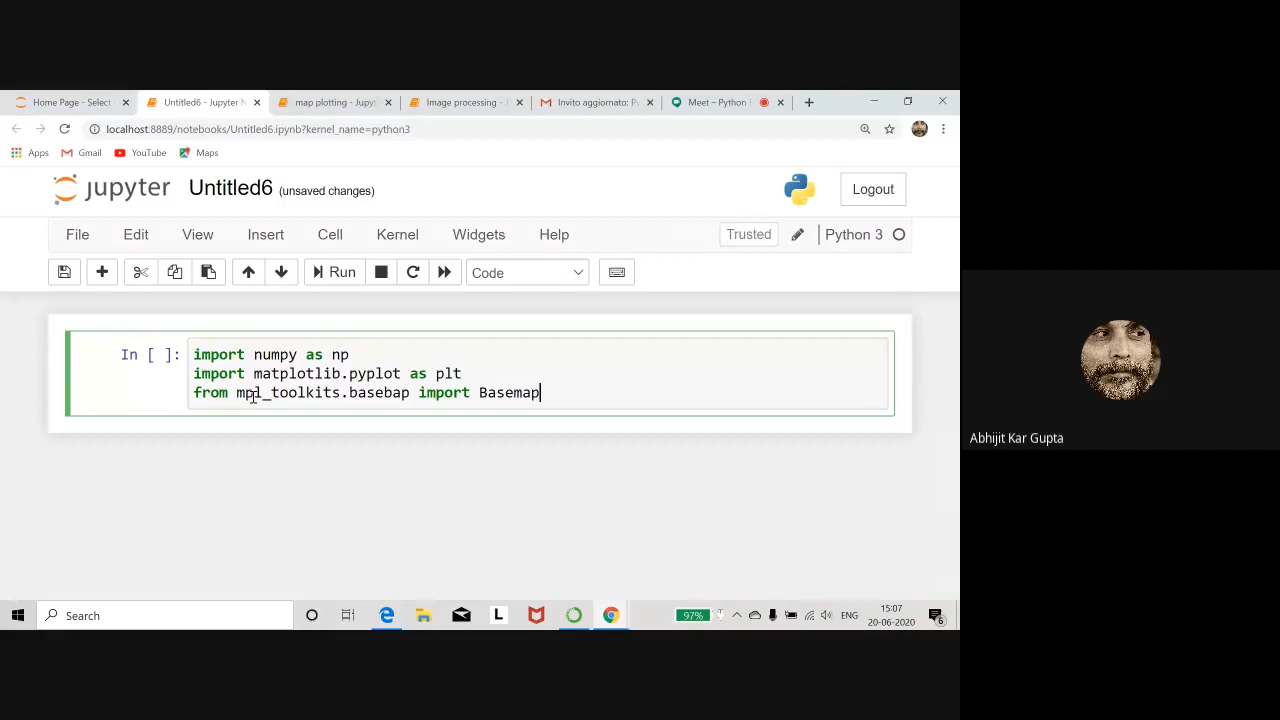 Home Page - Select
Untitled6 - Jupyter N
map plotting - Jupyt
Image processing - J
Invito aggiornato: Py
Meet – Python
localhost:8889/notebooks/Untitled6.ipynb?kernel_name=python3
Apps Gmail YouTube Maps
jupyter Untitled6 (unsaved changes) Logout
File Edit View Insert Cell Kernel Widgets Help Trusted Python 3
Run Code
In [ ]: import numpy as np
import matplotlib.pyplot as plt
from mpl_toolkits.basebap import Basemap
Abhijit Kar Gupta
Search L 97% ENG 15:07
20-06-2020 6